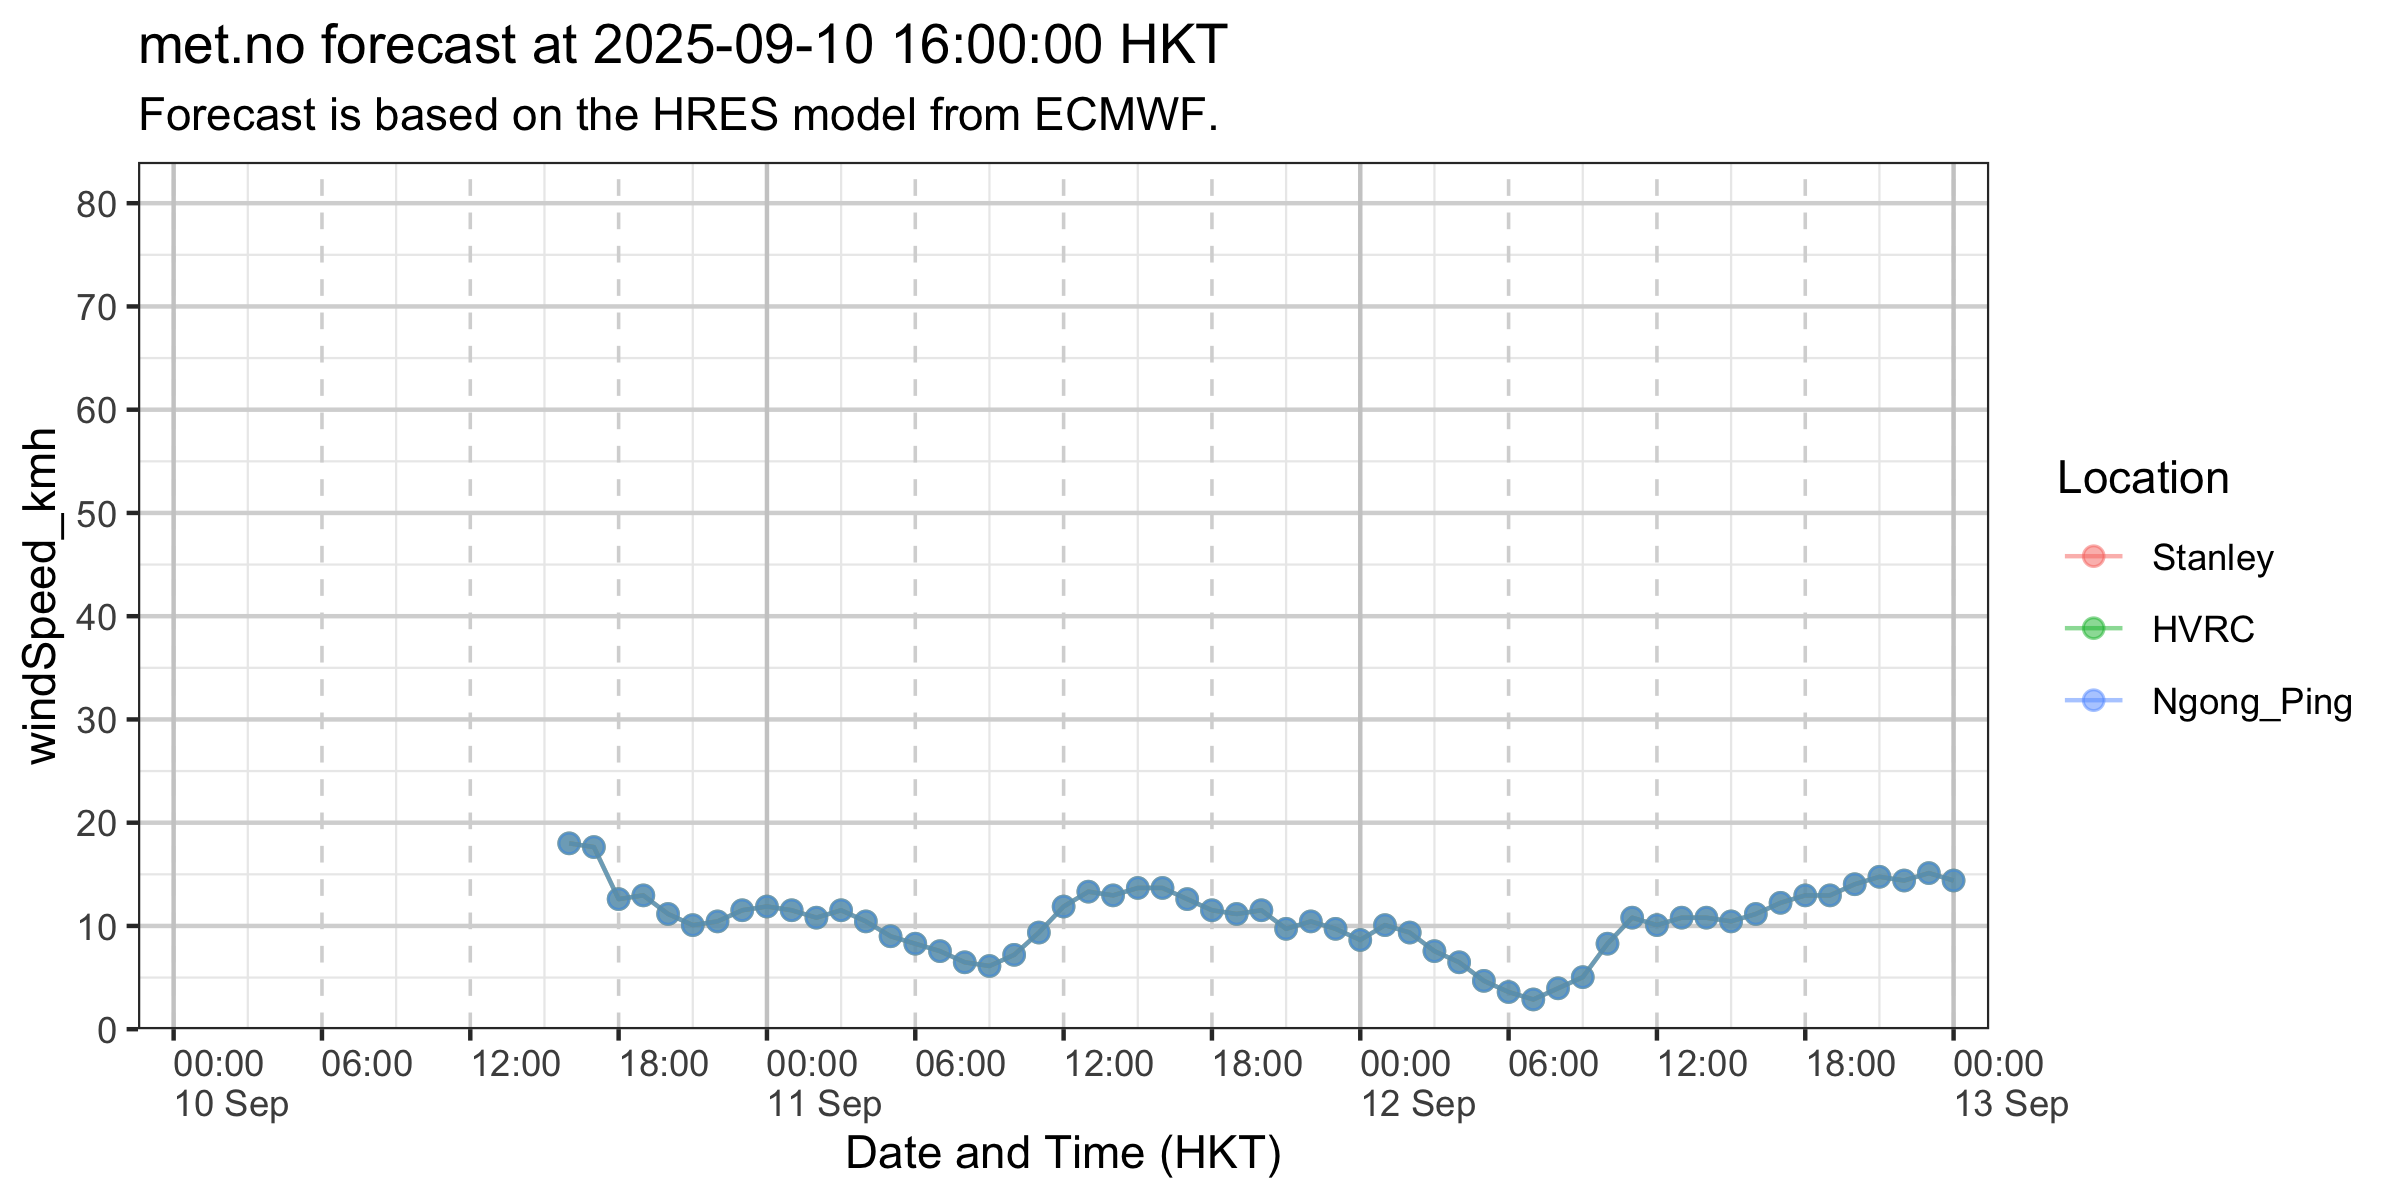 met.no forecast at 2025-09-10 16:00:00 HKT
Forecast is based on the HRES model from ECMWF.
windSpeed_kmh
80
70
60
50
40
30
20
10
0
00:00 06:00 12:00 18:00 00:00 06:00 12:00 18:00 00:00 06:00 12:00 18:00 00:00
10 Sep 11 Sep 12 Sep 13 Sep
Date and Time (HKT)
Location
Stanley
HVRC
Ngong_Ping